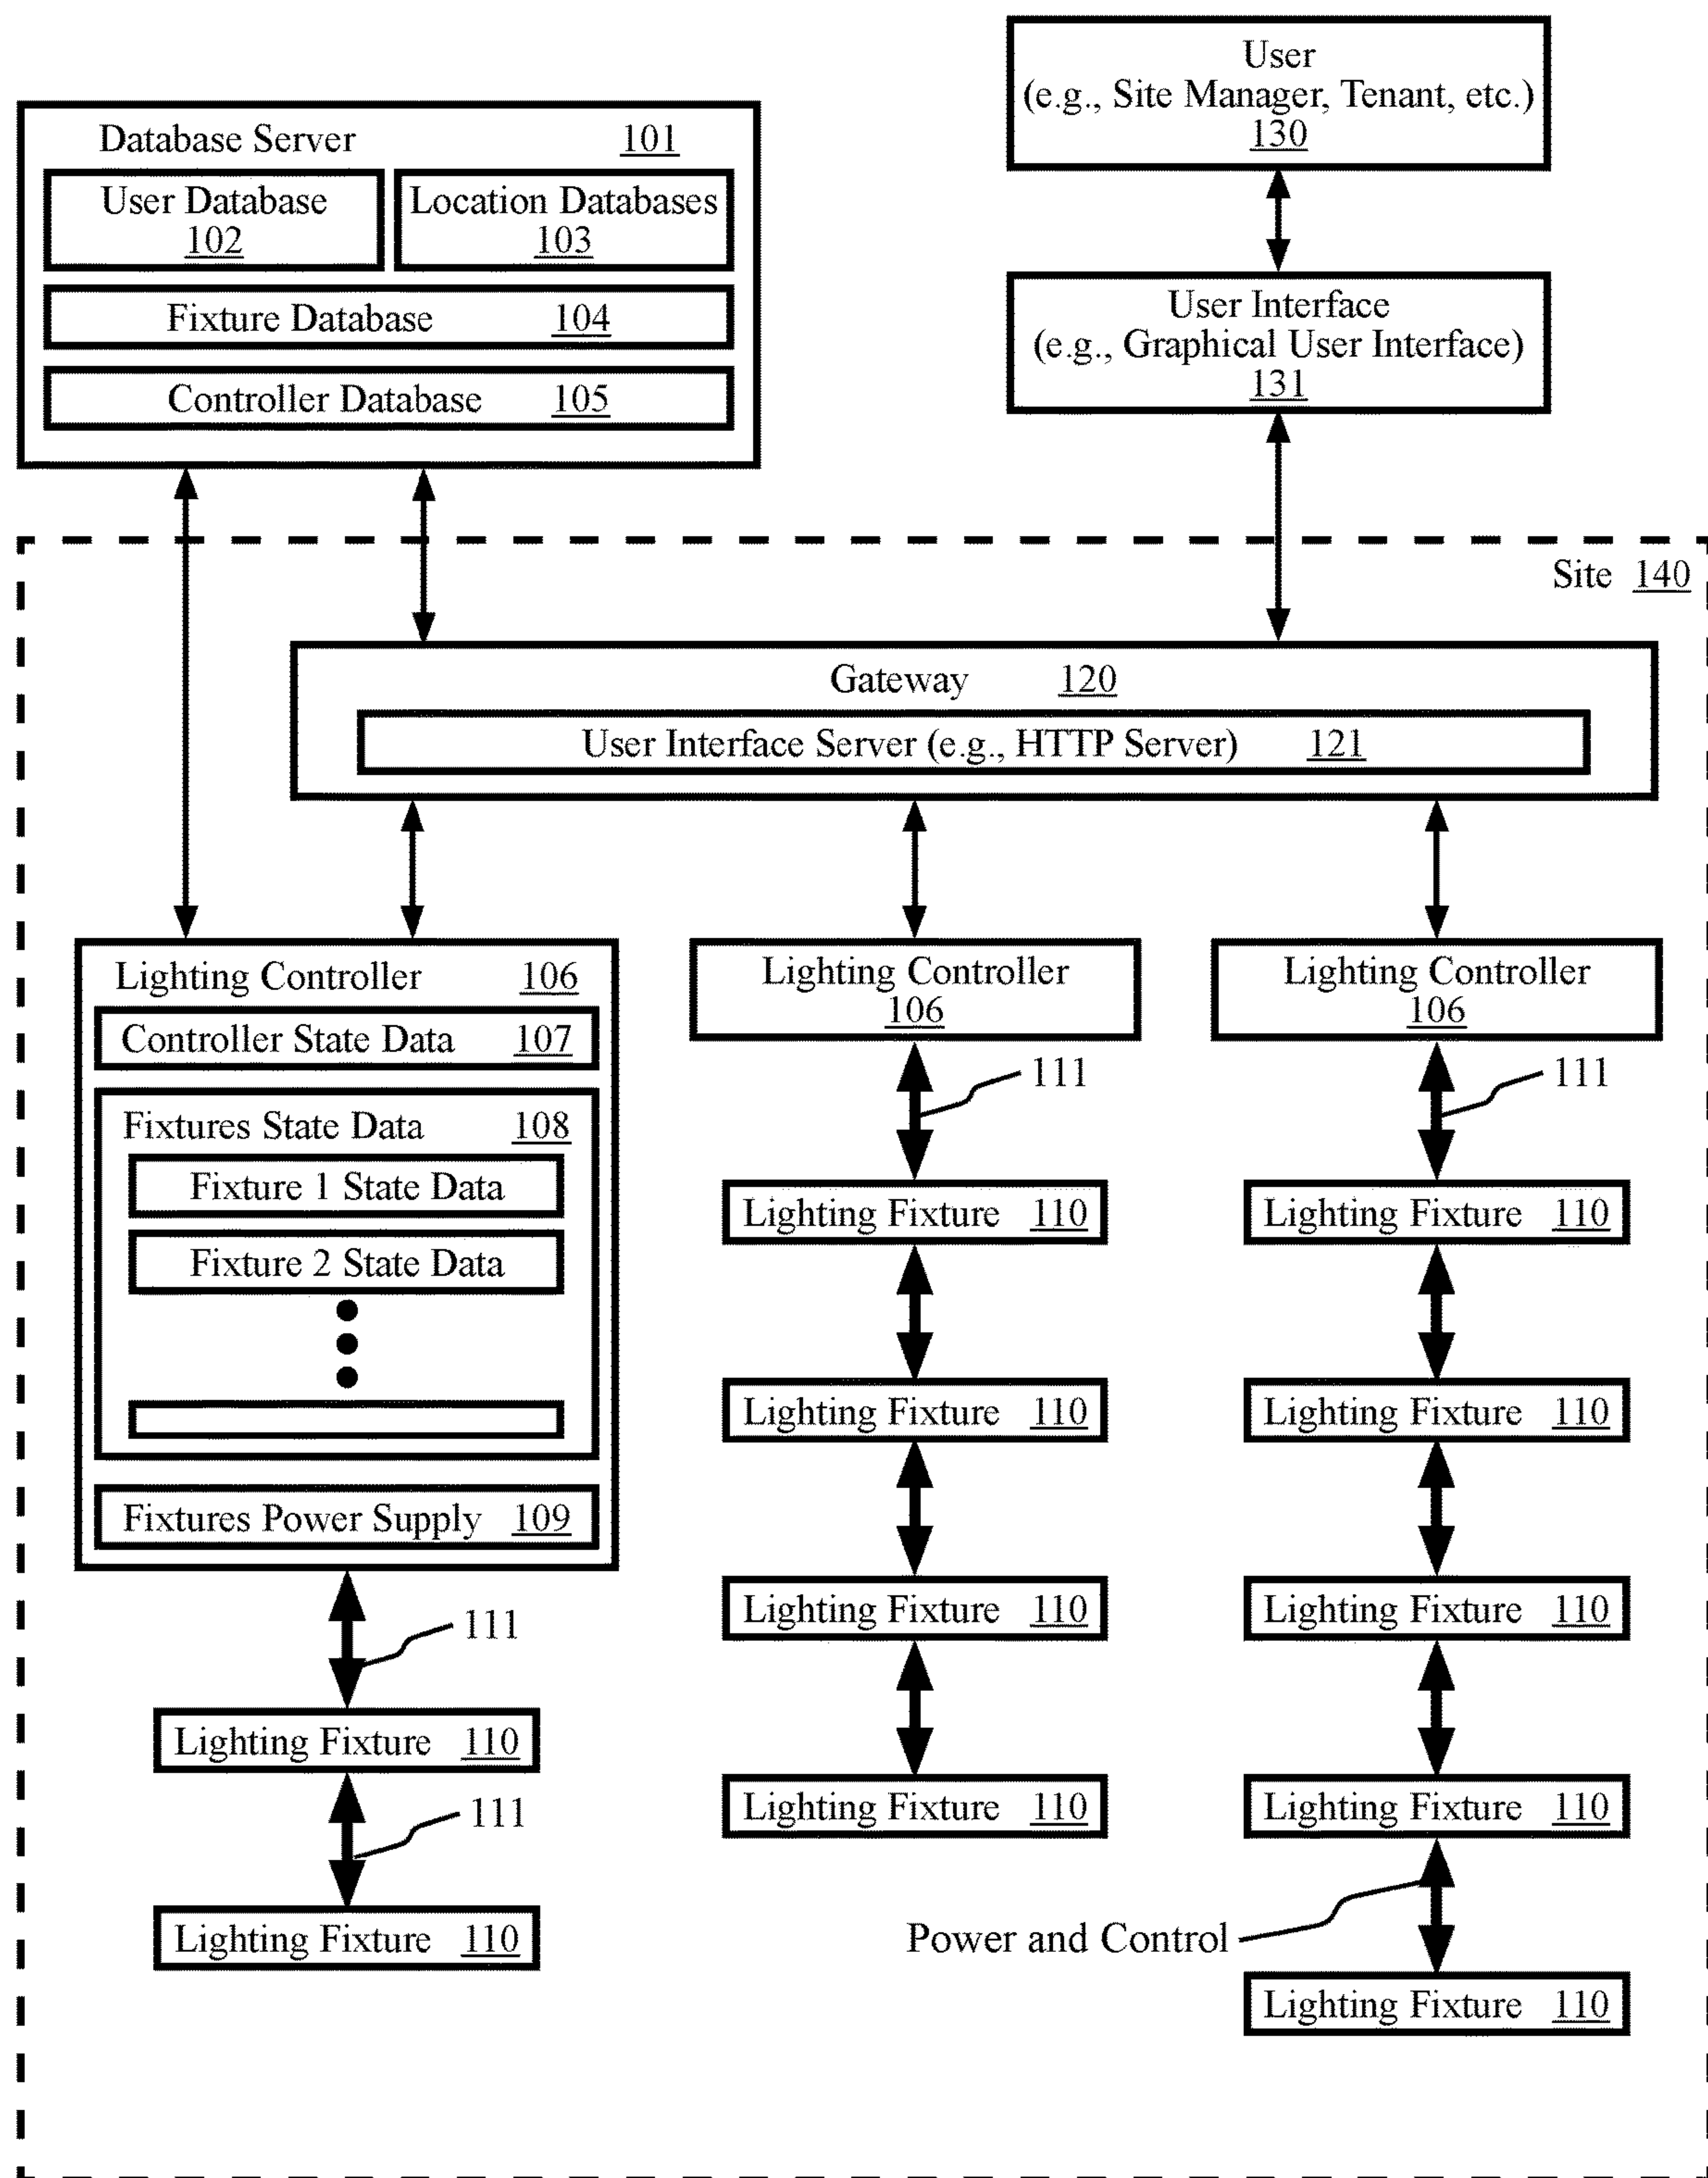 User
(e.g., Site Manager, Tenant, etc.)
130
Database Server 101
User Database
102
Location Databases
103
Fixture Database 104
Controller Database 105
User Interface
(e.g., Graphical User Interface)
131
Site 140
Gateway 120
User Interface Server (e.g., HTTP Server) 121
Lighting Controller 106
Controller State Data 107
Fixtures State Data 108
Fixture 1 State Data
Fixture 2 State Data
Fixtures Power Supply 109
111
Lighting Fixture 110
111
Lighting Fixture 110
Lighting Controller
106
111
Lighting Fixture 110
Lighting Fixture 110
Lighting Fixture 110
Lighting Fixture 110
Lighting Controller
106
111
Lighting Fixture 110
Lighting Fixture 110
Lighting Fixture 110
Lighting Fixture 110
Power and Control
Lighting Fixture 110